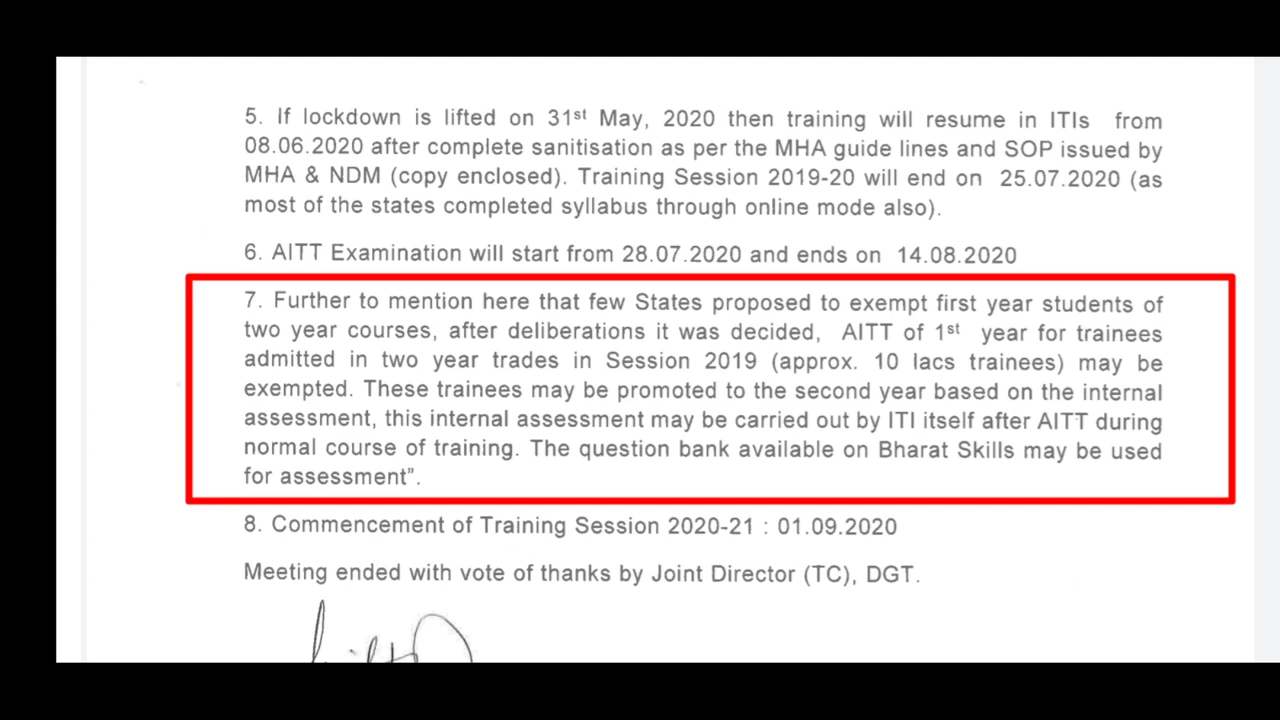 5. If lockdown is lifted on 31st May, 2020 then training will resume in ITIs from
08.06.2020 after complete sanitisation as per the MHA guide lines and SOP issued by
MHA & NDM (copy enclosed). Training Session 2019-20 will end on 25.07.2020 (as
most of the states completed syllabus through online mode also).
6. AITT Examination will start from 28.07.2020 and ends on 14.08.2020
7. Further to mention here that few States proposed to exempt first year students of
two year courses, after deliberations it was decided, AITT of 1st year for trainees
admitted in two year trades in Session 2019 (approx. 10 lacs trainees) may be
exempted. These trainees may be promoted to the second year based on the internal
assessment, this internal assessment may be carried out by ITI itself after AITT during
normal course of training. The question bank available on Bharat Skills may be used
for assessment”.
8. Commencement of Training Session 2020-21 : 01.09.2020
Meeting ended with vote of thanks by Joint Director (TC), DGT.